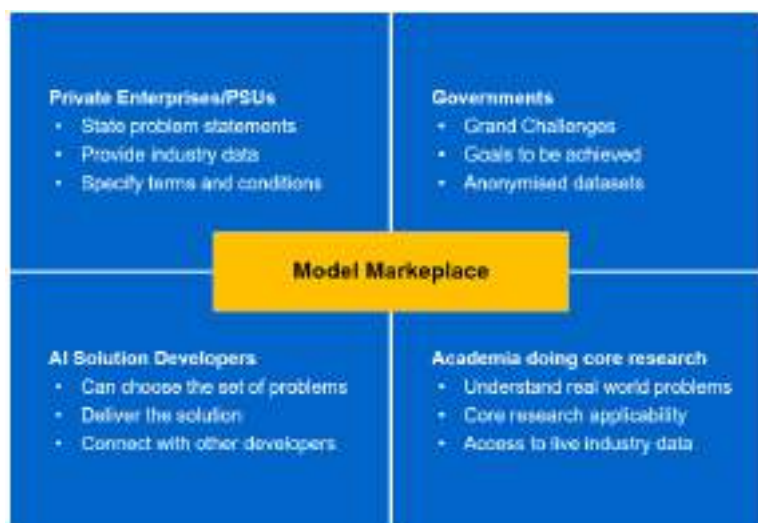 Private Enterprises/PSUs
• State problem statements
• Provide industry data
• Specify terms and conditions
Governments
• Grand Challenges
• Goals to be achieved
• Anonymised datasets
Model Markeplace
AI Solution Developers
• Can choose the set of problems
• Deliver the solution
• Connect with other developers
Academia doing core research
• Understand real world problems
• Core research applicability
• Access to live industry data